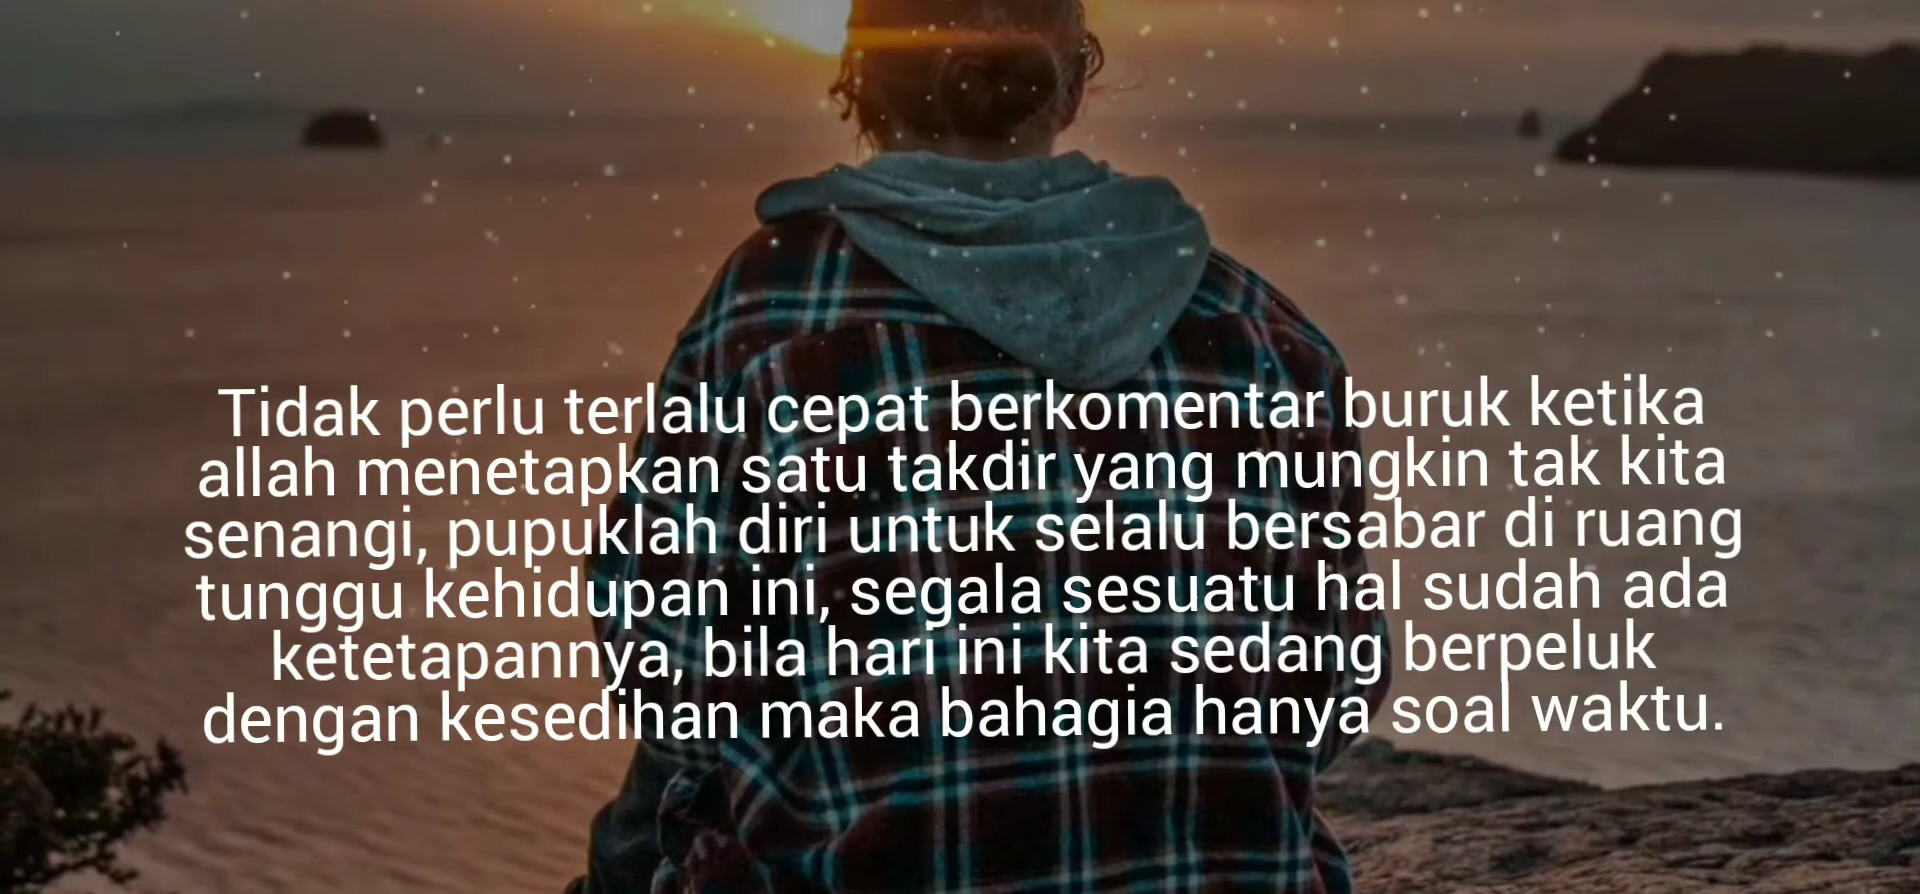 Tidak perlu terlalu cepat berkomentar buruk ketika
allah menetapkan satu takdir yang mungkin tak kita
senangi, pupuklah diri untuk selalu bersabar di ruang
tunggu kehidupan ini, segala sesuatu hal sudah ada
ketetapannya, bila hari ini kita sedang berpeluk
dengan kesedihan maka bahagia hanya soal waktu.